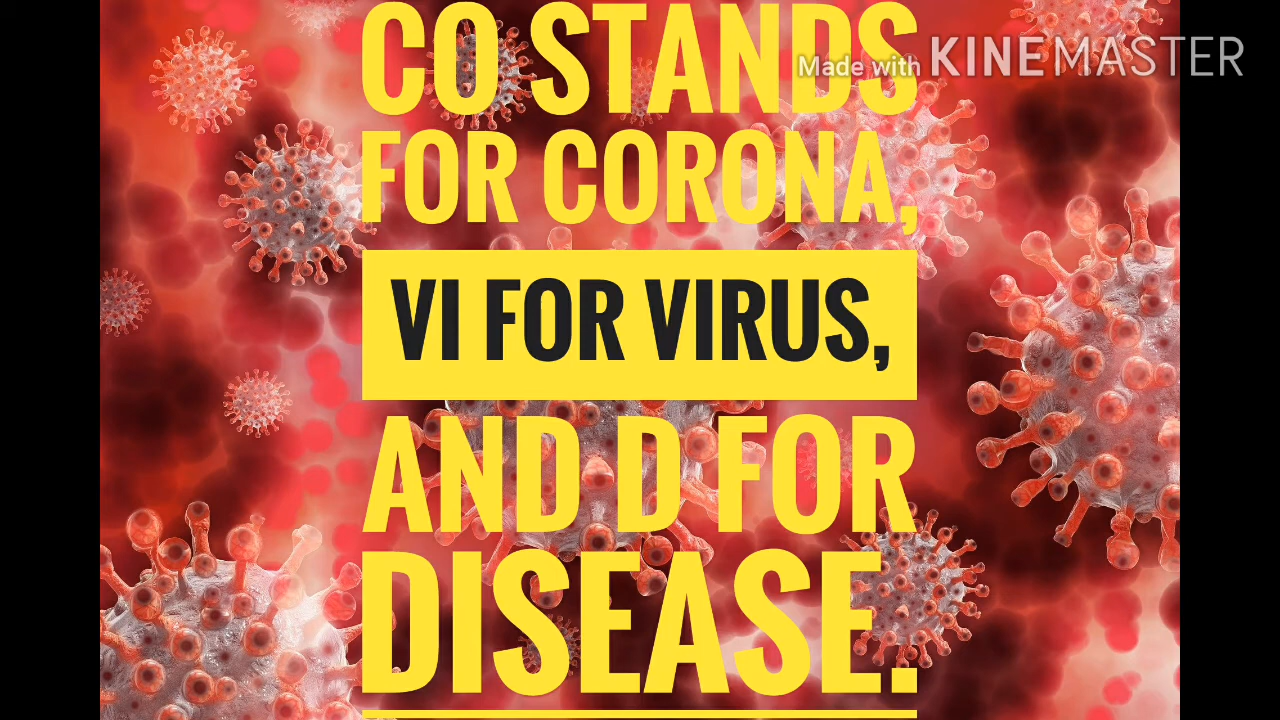 CO STANDS
Made with KINEMASTER
FOR CORONA,
VI FOR VIRUS,
AND D FOR
DISEASE.